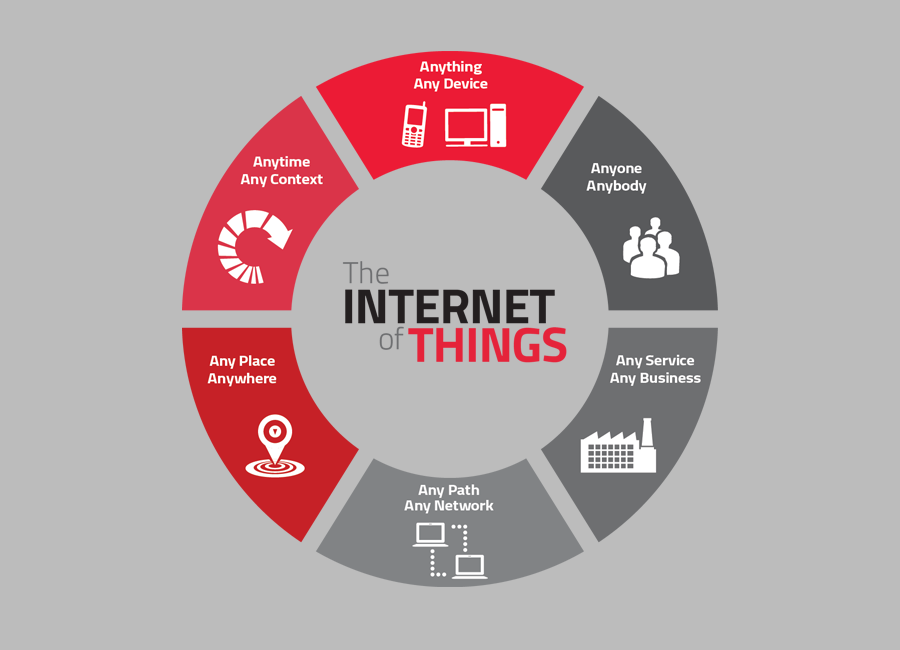 Anything
Any Device
Anyone
Anybody
Any Service
Any Business
Any Path
Any Network
Any Place
Anywhere
Anytime
Any Context
The
INTERNET
of THINGS